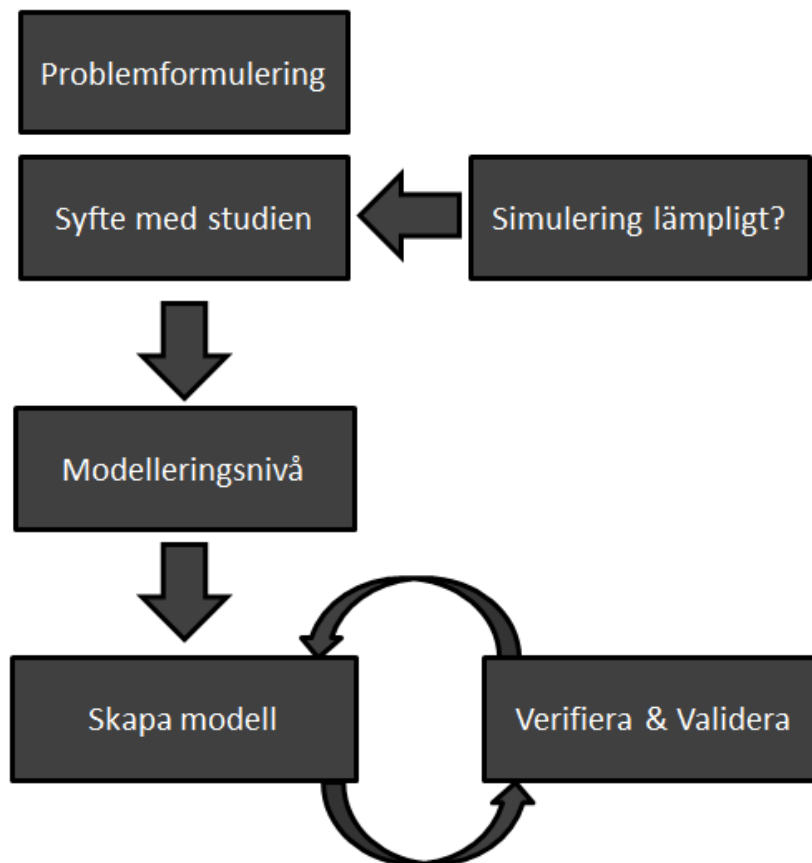 Problemformulering
Syfte med studien
Simulering lämpligt?
Modelleringsnivå
Skapa modell
Verifiera & Validera